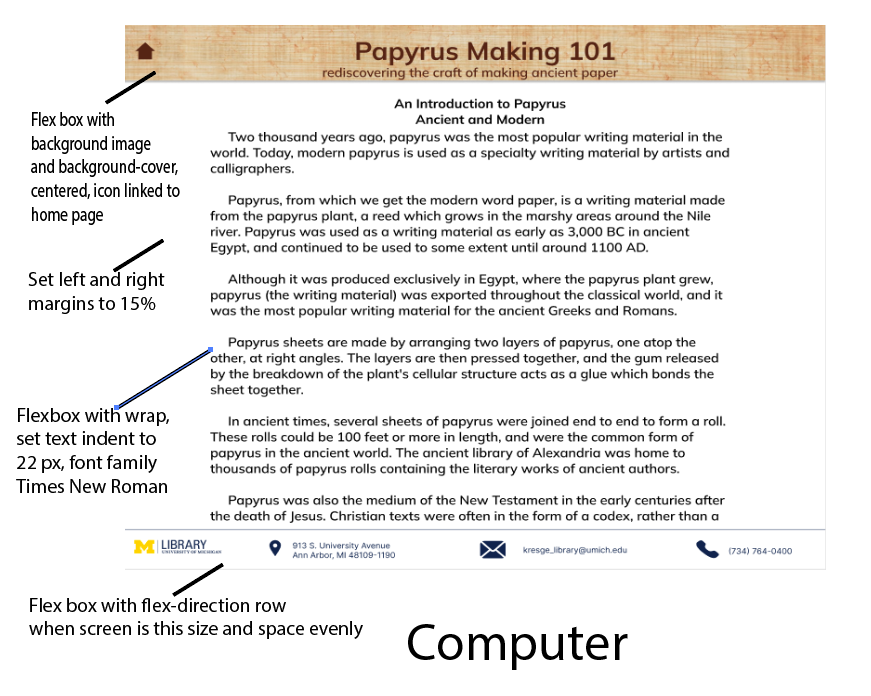 Papyrus Making 101
rediscovering the craft of making ancient paper
Flex box with
background image
and background-cover,
centered, icon linked to
home page
Set left and right
margins to 15%
Flexbox with wrap,
set text indent to
22 px, font family
Times New Roman
An Introduction to Papyrus
Ancient and Modern
Two thousand years ago, papyrus was the most popular writing material in the
world. Today, modern papyrus is used as a specialty writing material by artists and
calligraphers.
Papyrus, from which we get the modern word paper, is a writing material made
from the papyrus plant, a reed which grows in the marshy areas around the Nile
river. Papyrus was used as a writing material as early as 3,000 BC in ancient
Egypt, and continued to be used to some extent until around 1100 AD.
Although it was produced exclusively in Egypt, where the papyrus plant grew,
papyrus (the writing material) was exported throughout the classical world, and it
was the most popular writing material for the ancient Greeks and Romans.
Papyrus sheets are made by arranging two layers of papyrus, one atop the
other, at right angles. The layers are then pressed together, and the gum released
by the breakdown of the plant's cellular structure acts as a glue which bonds the
sheet together.
In ancient times, several sheets of papyrus were joined end to end to form a roll.
These rolls could be 100 feet or more in length, and were the common form of
papyrus in the ancient world. The ancient library of Alexandria was home to
thousands of papyrus rolls containing the literary works of ancient authors.
Papyrus was also the medium of the New Testament in the early centuries after
the death of Jesus. Christian texts were often in the form of a codex, rather than a
M LIBRARY
UNIVERSITY OF MICHIGAN
913 S. University Avenue
Ann Arbor, MI 48109-1190
kresge_library@umich.edu
(734) 764-0400
Flex box with flex-direction row
when screen is this size and space evenly
Computer